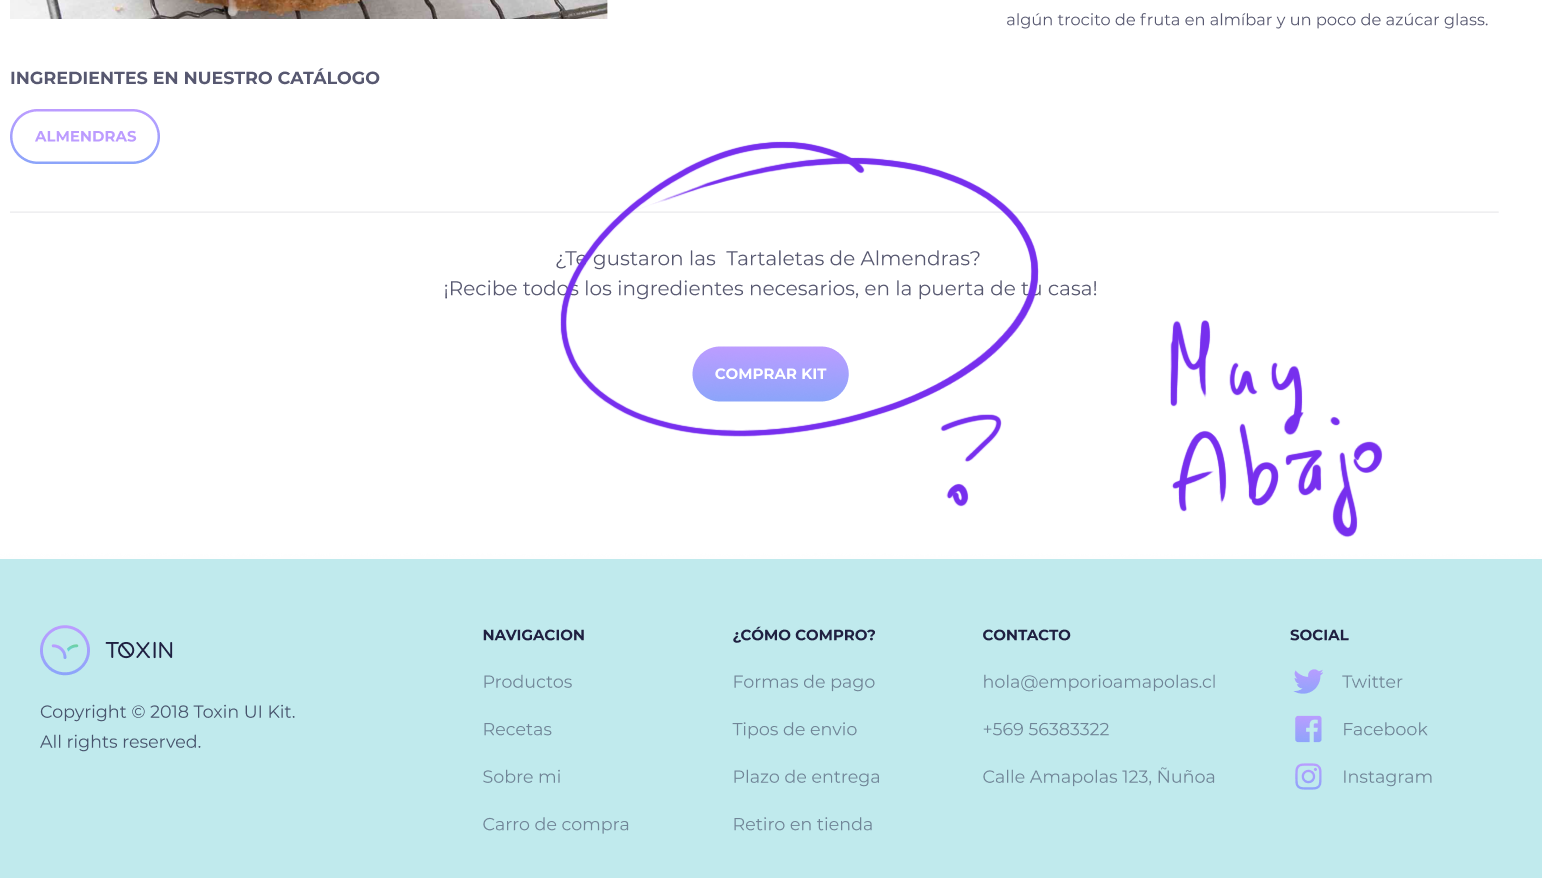 algún trocito de fruta en almíbar y un poco de azúcar glass.
INGREDIENTES EN NUESTRO CATÁLOGO
ALMENDRAS
¿Te gustaron las  Tartaletas de Almendras?
¡Recibe todos los ingredientes necesarios, en la puerta de tu casa!
COMPRAR KIT
?
Muy
Abajo
TOXIN
Copyright © 2018 Toxin UI Kit.
All rights reserved.
NAVIGACION
Productos
Recetas
Sobre mi
Carro de compra
¿CÓMO COMPRO?
Formas de pago
Tipos de envio
Plazo de entrega
Retiro en tienda
CONTACTO
hola@emporioamapolas.cl
+569 56383322
Calle Amapolas 123, Ñuñoa
SOCIAL
Twitter
Facebook
Instagram